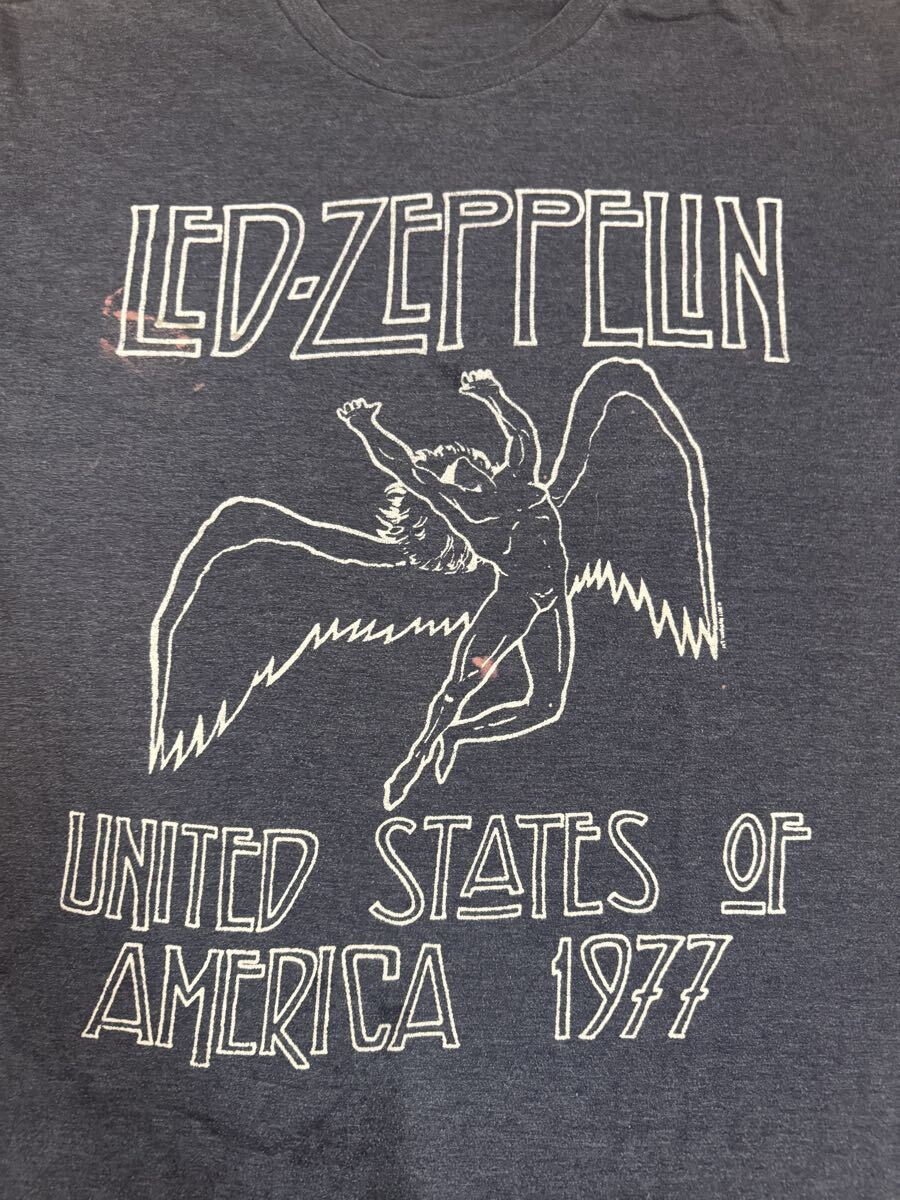 LED-ZEPPELIN
UNITED STATES OF
AMERICA 1977